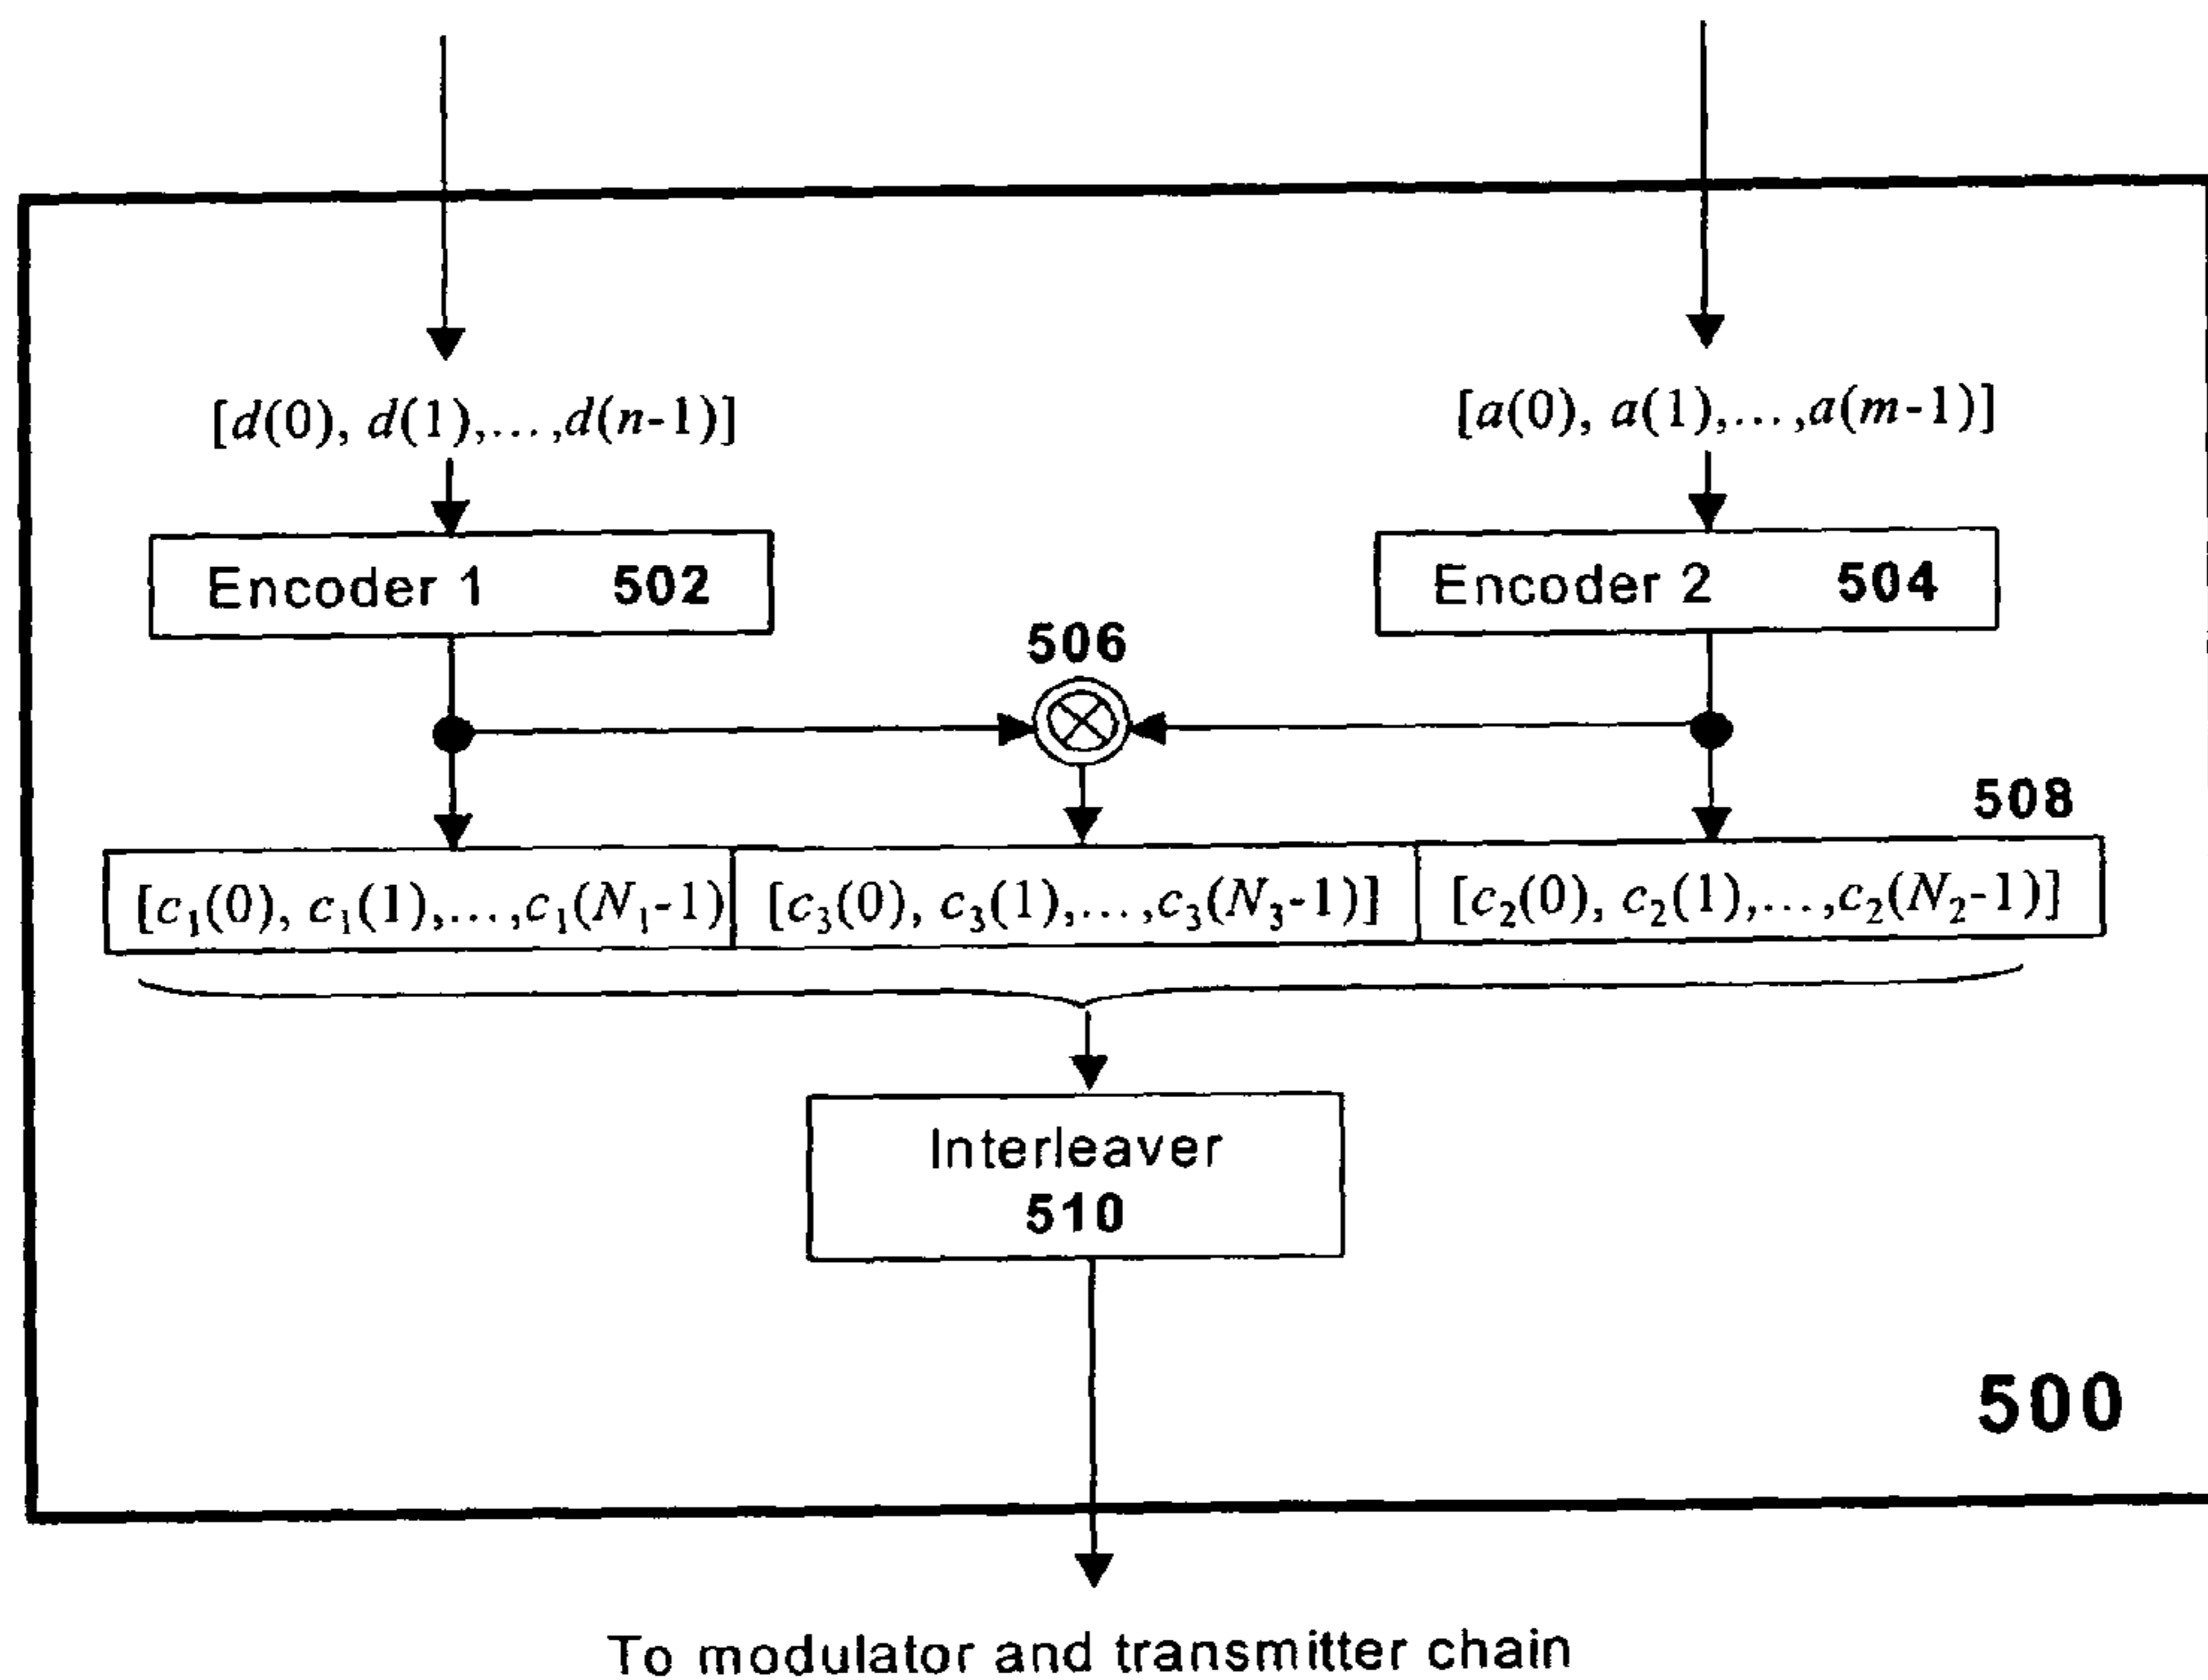 [d(0), d(1),...,d(n-1)]
[a(0), a(1),...,a(m-1)]
Encoder 1 502
Encoder 2 504
506
508
[c₁(0), c₁(1),...,c₁(N₁-1)
[c₃(0), c₃(1),...,c₃(N₃-1)]
[c₂(0), c₂(1),...,c₂(N₂-1)]
Interleaver
510
500
To modulator and transmitter chain